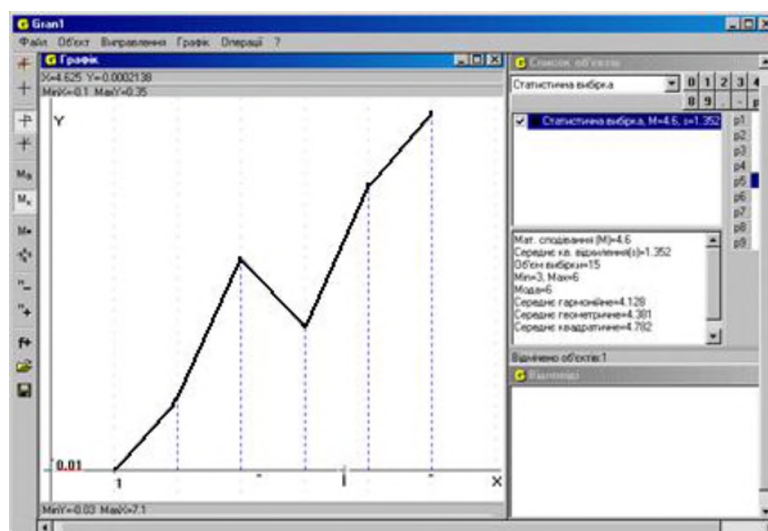 Gran1
Файл Об'єкт Виправлення Графік Операції ?
Графік
X=4.625 Y=-0.0002138
MinX=-0.1 MaxY=0.35
Y
0.01
1
X
MinY=-0.03 MaxX=7.1
Список об'єктів
Статистична вибірка
0 1 2 3 4
8 9 . - p
Статистична вибірка, M=4.6, s=1.352
p1
p2
p3
p4
p5
p6
p7
p8
p9
Мат. сподівання (M)=4.6
Середнє кв. відхилення(s)=1.352
Об'єм вибірки=15
Min=3, Max=6
Мода=6
Середнє гармонійне=4.128
Середнє геометричне=4.381
Середнє квадратичне=4.782
Відмічено об'єктів:1
Відповіді